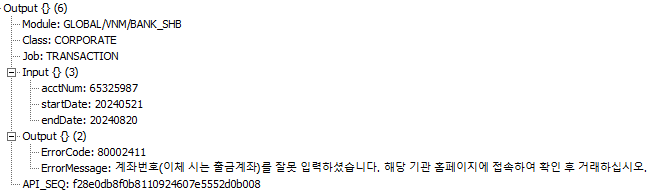 Output {} (6)
Module: GLOBAL/VNM/BANK_SHB
Class: CORPORATE
Job: TRANSACTION
Input {} (3)
acctNum: 65325987
startDate: 20240521
endDate: 20240820
Output {} (2)
ErrorCode: 80002411
ErrorMessage: 계좌번호(이체 시는 출금계좌)를 잘못 입력하셨습니다. 해당 기관 홈페이지에 접속하여 확인 후 거래하십시오.
API_SEQ: f28e0db8f0b8110924607e5552d0b008